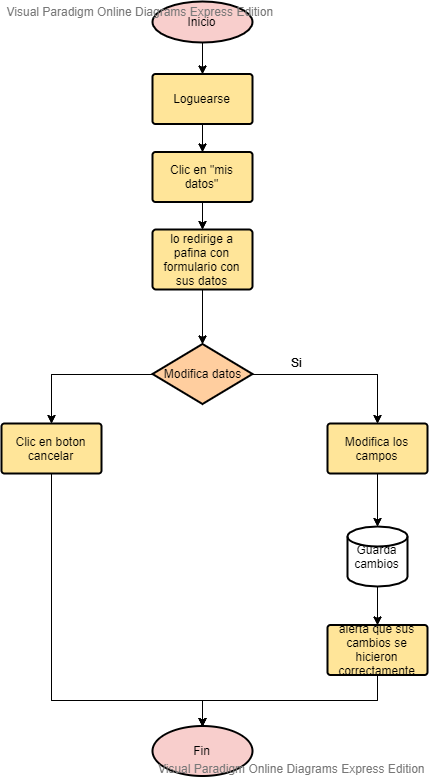 Visual Paradigm Online Diagrams Express Edition
Inicio
Loguearse
Clic en "mis
datos"
lo redirige a
pafina con
formulario con
sus datos
Modifica datos
Si
Clic en boton
cancelar
Modifica los
campos
Guarda
cambios
alerta que sus
cambios se
hicieron
correctamente
Fin
Visual Paradigm Online Diagrams Express Edition